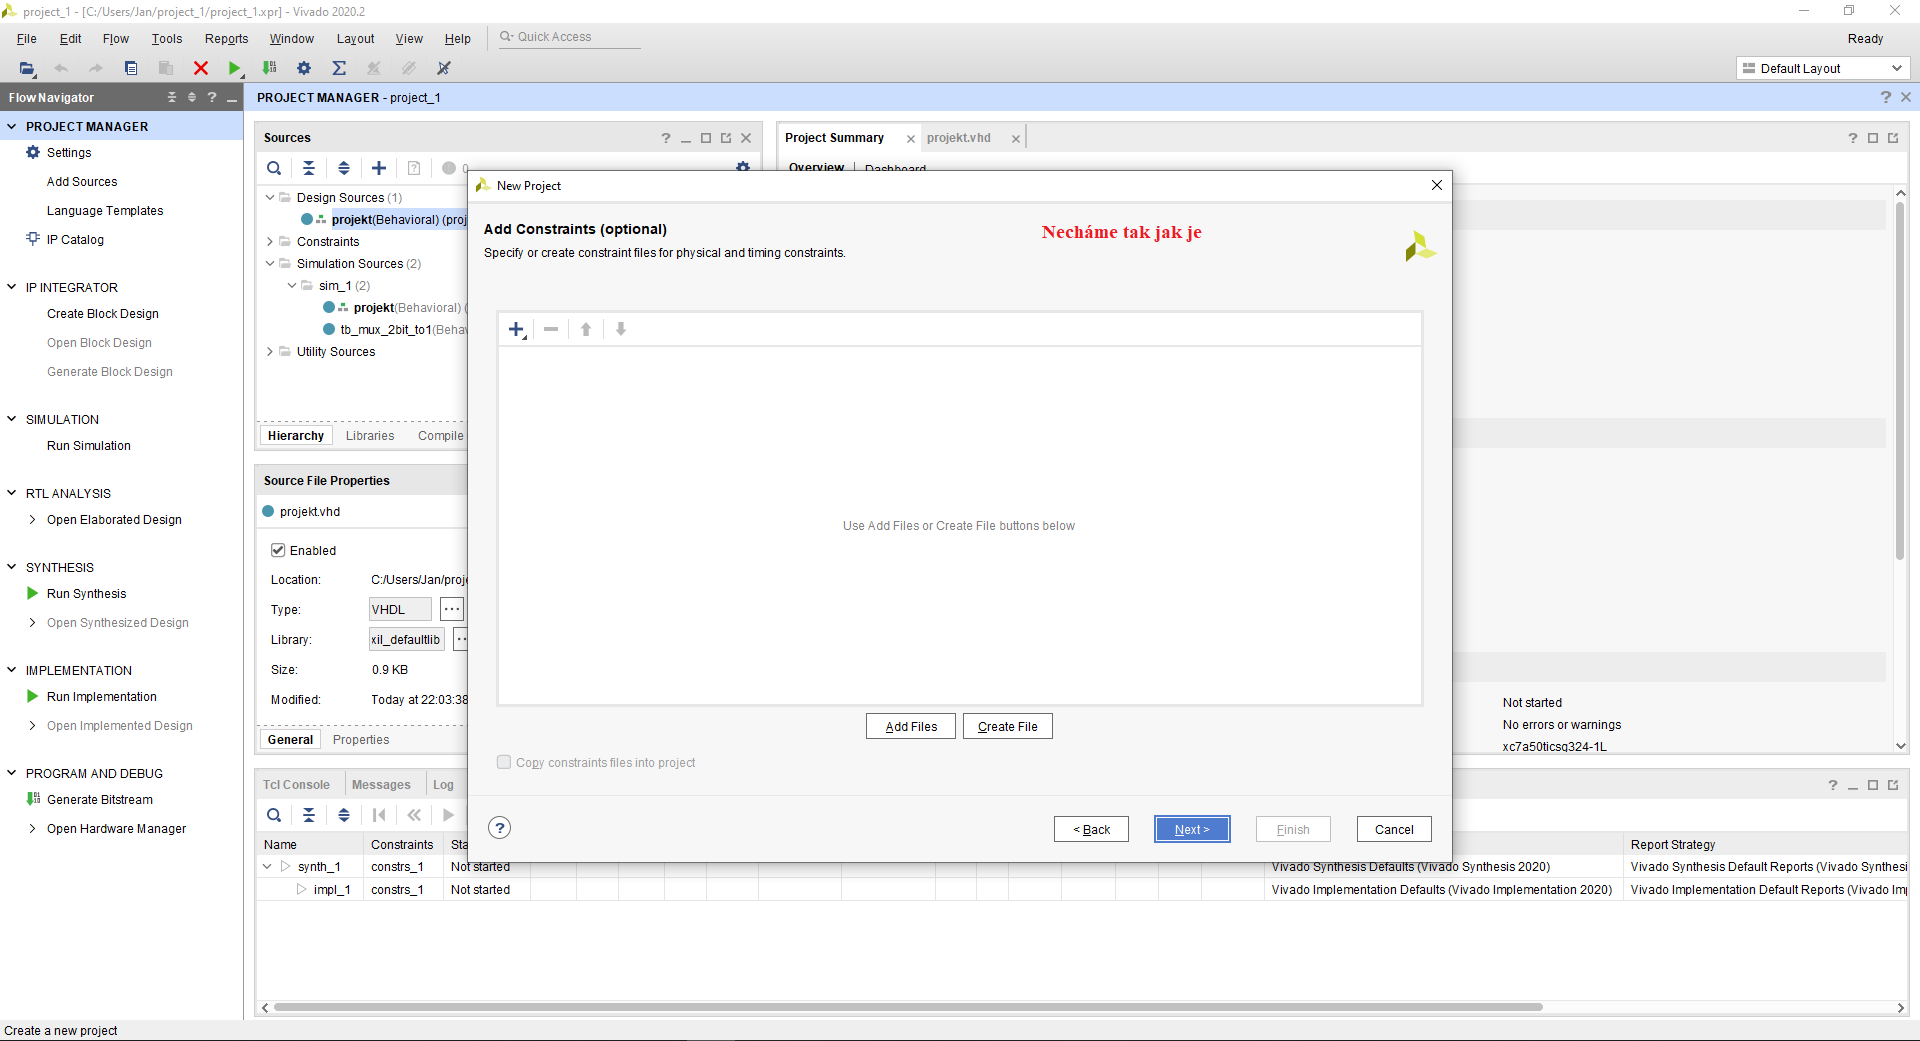 project_1 - [C:/Users/Jan/project_1/project_1.xpr] - Vivado 2020.2
File Edit Flow Tools Reports Window Layout View Help Quick Access Ready
Default Layout
Flow Navigator
PROJECT MANAGER - project_1
PROJECT MANAGER
Settings
Add Sources
Language Templates
IP Catalog
IP INTEGRATOR
Create Block Design
Open Block Design
Generate Block Design
SIMULATION
Run Simulation
RTL ANALYSIS
Open Elaborated Design
SYNTHESIS
Run Synthesis
Open Synthesized Design
IMPLEMENTATION
Run Implementation
Open Implemented Design
PROGRAM AND DEBUG
Generate Bitstream
Open Hardware Manager
Sources
0
Design Sources (1)
projekt(Behavioral) (proj
Constraints
Simulation Sources (2)
sim_1 (2)
projekt(Behavioral) (
tb_mux_2bit_to1(Beha
Utility Sources
Hierarchy Libraries Compile
Source File Properties
projekt.vhd
Enabled
Location: C:/Users/Jan/proje
Type: VHDL
Library: xil_defaultlib
Size: 0.9 KB
Modified: Today at 22:03:38
General Properties
Project Summary projekt.vhd
Overview Dashboard
Not started
No errors or warnings
xc7a50ticsg324-1L
New Project
Add Constraints (optional)
Specify or create constraint files for physical and timing constraints.
Necháme tak jak je
Use Add Files or Create File buttons below
Add Files Create File
Copy constraints files into project
< Back Next > Finish Cancel
Tcl Console Messages Log
Name Constraints Sta Report Strategy
synth_1 constrs_1 Not started Vivado Synthesis Defaults (Vivado Synthesis 2020) Vivado Synthesis Default Reports (Vivado Synthesi
impl_1 constrs_1 Not started Vivado Implementation Defaults (Vivado Implementation 2020) Vivado Implementation Default Reports (Vivado Im
Create a new project